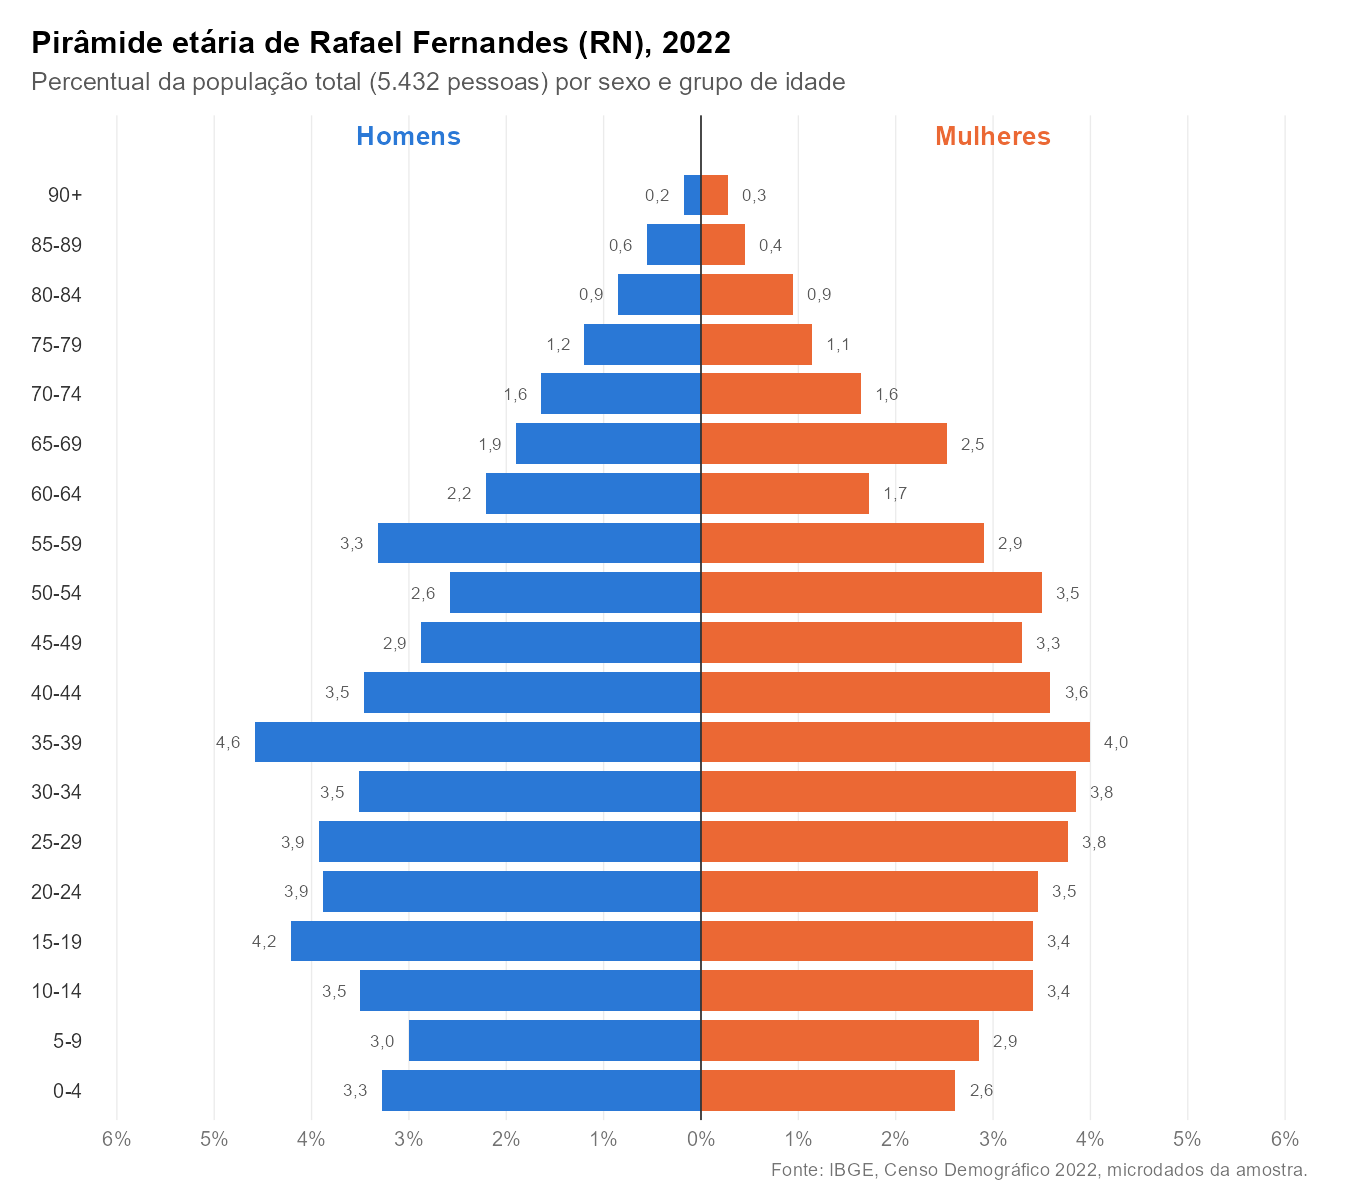 Pirâmide etária de Rafael Fernandes (RN), 2022
Percentual da população total (5.432 pessoas) por sexo e grupo de idade
Homens Mulheres
90+ 0,2 0,3
85-89 0,6 0,4
80-84 0,9 0,9
75-79 1,2 1,1
70-74 1,6 1,6
65-69 1,9 2,5
60-64 2,2 1,7
55-59 3,3 2,9
50-54 2,6 3,5
45-49 2,9 3,3
40-44 3,5 3,6
35-39 4,6 4,0
30-34 3,5 3,8
25-29 3,9 3,8
20-24 3,9 3,5
15-19 4,2 3,4
10-14 3,5 3,4
5-9 3,0 2,9
0-4 3,3 2,6
6% 5% 4% 3% 2% 1% 0% 1% 2% 3% 4% 5% 6%
Fonte: IBGE, Censo Demográfico 2022, microdados da amostra.